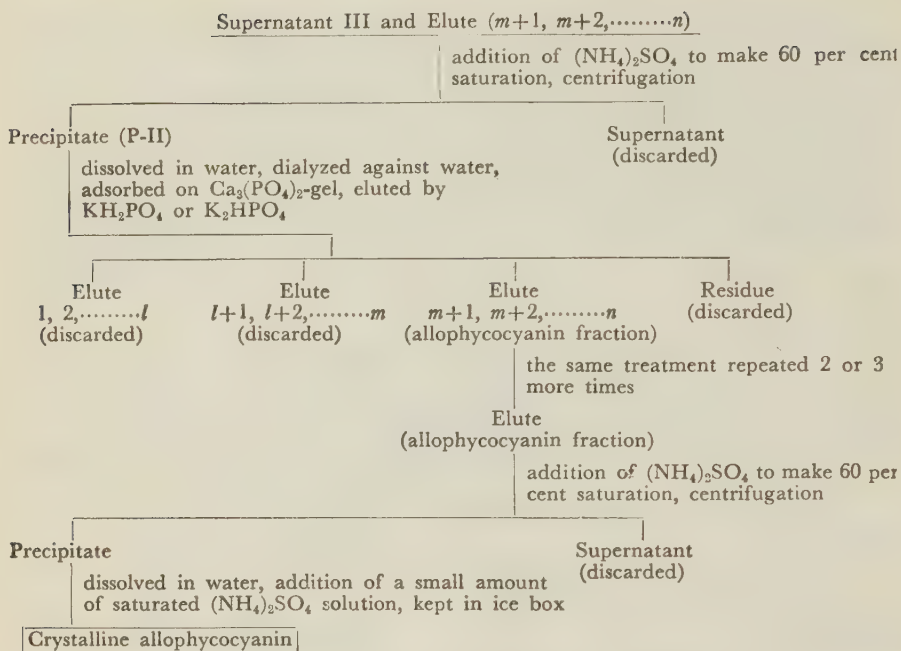 Supernatant III and Elute (m+1, m+2,·········n)
addition of (NH₄)₂SO₄ to make 60 per cent
saturation, centrifugation
Precipitate (P-II)
Supernatant
(discarded)
dissolved in water, dialyzed against water,
adsorbed on Ca₃(PO₄)₂-gel, eluted by
KH₂PO₄ or K₂HPO₄
Elute
1, 2,·········l
(discarded)
Elute
l+1, l+2,·········m
(discarded)
Elute
m+1, m+2,·········n
(allophycocyanin fraction)
Residue
(discarded)
the same treatment repeated 2 or 3
more times
Elute
(allophycocyanin fraction)
addition of (NH₄)₂SO₄ to make 60 per
cent saturation, centrifugation
Precipitate
Supernatant
(discarded)
dissolved in water, addition of a small amount
of saturated (NH₄)₂SO₄ solution, kept in ice box
Crystalline allophycocyanin